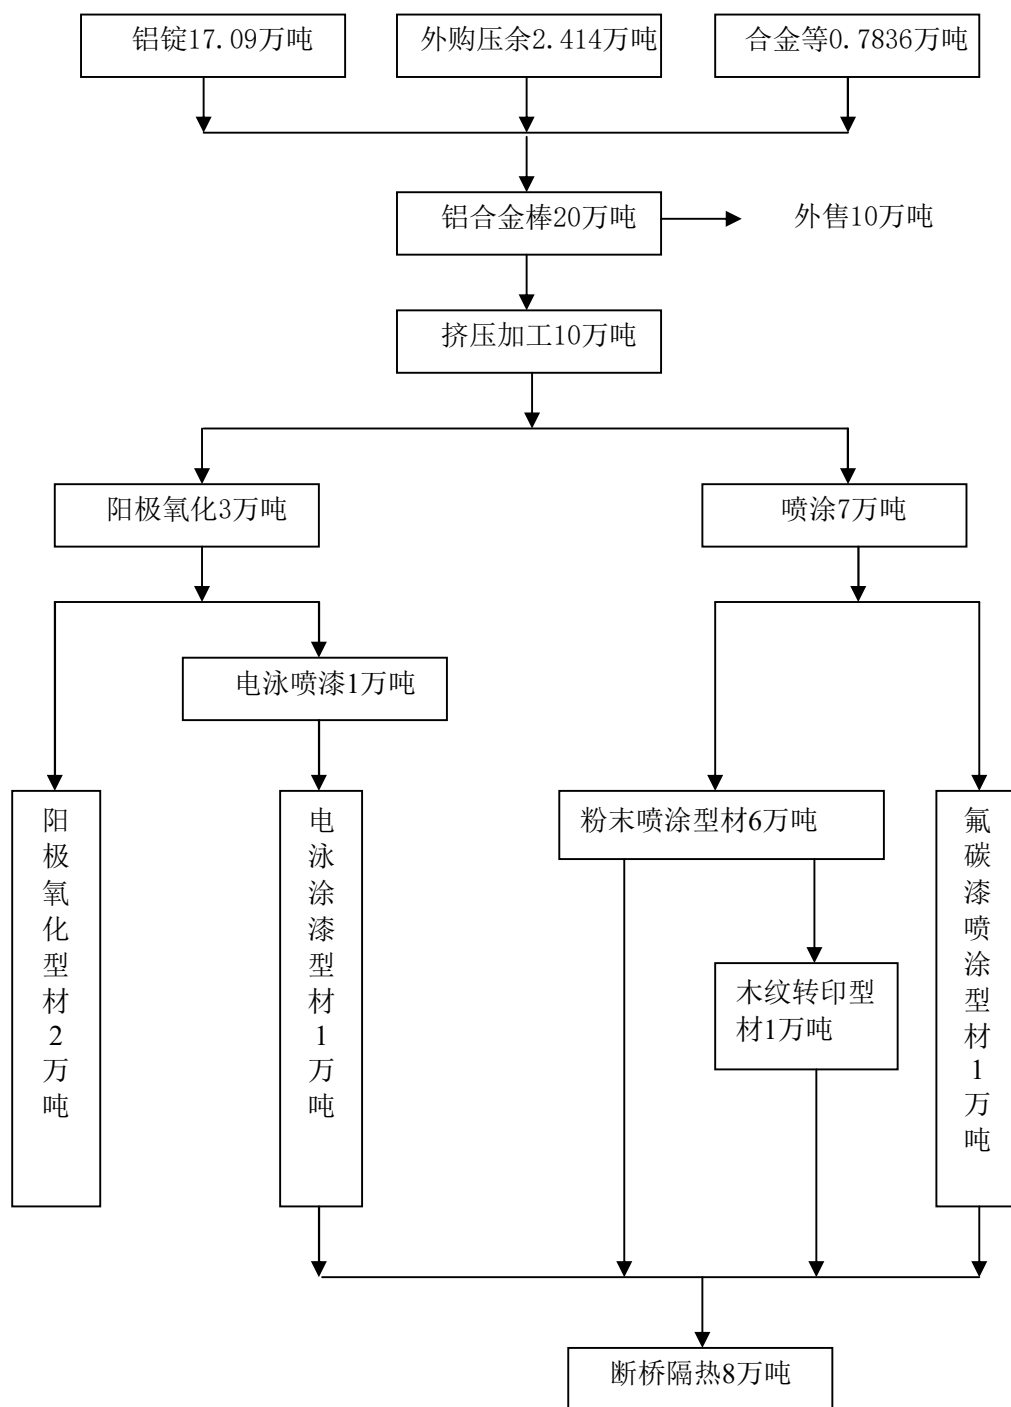 铝锭17.09万吨
外购压余2.414万吨
合金等0.7836万吨
铝合金棒20万吨
外售10万吨
挤压加工10万吨
阳极氧化3万吨
喷涂7万吨
电泳喷漆1万吨
阳极氧化型材2万吨
电泳涂漆型材1万吨
粉末喷涂型材6万吨
木纹转印型
材1万吨
氟碳漆喷涂型材1万吨
断桥隔热8万吨